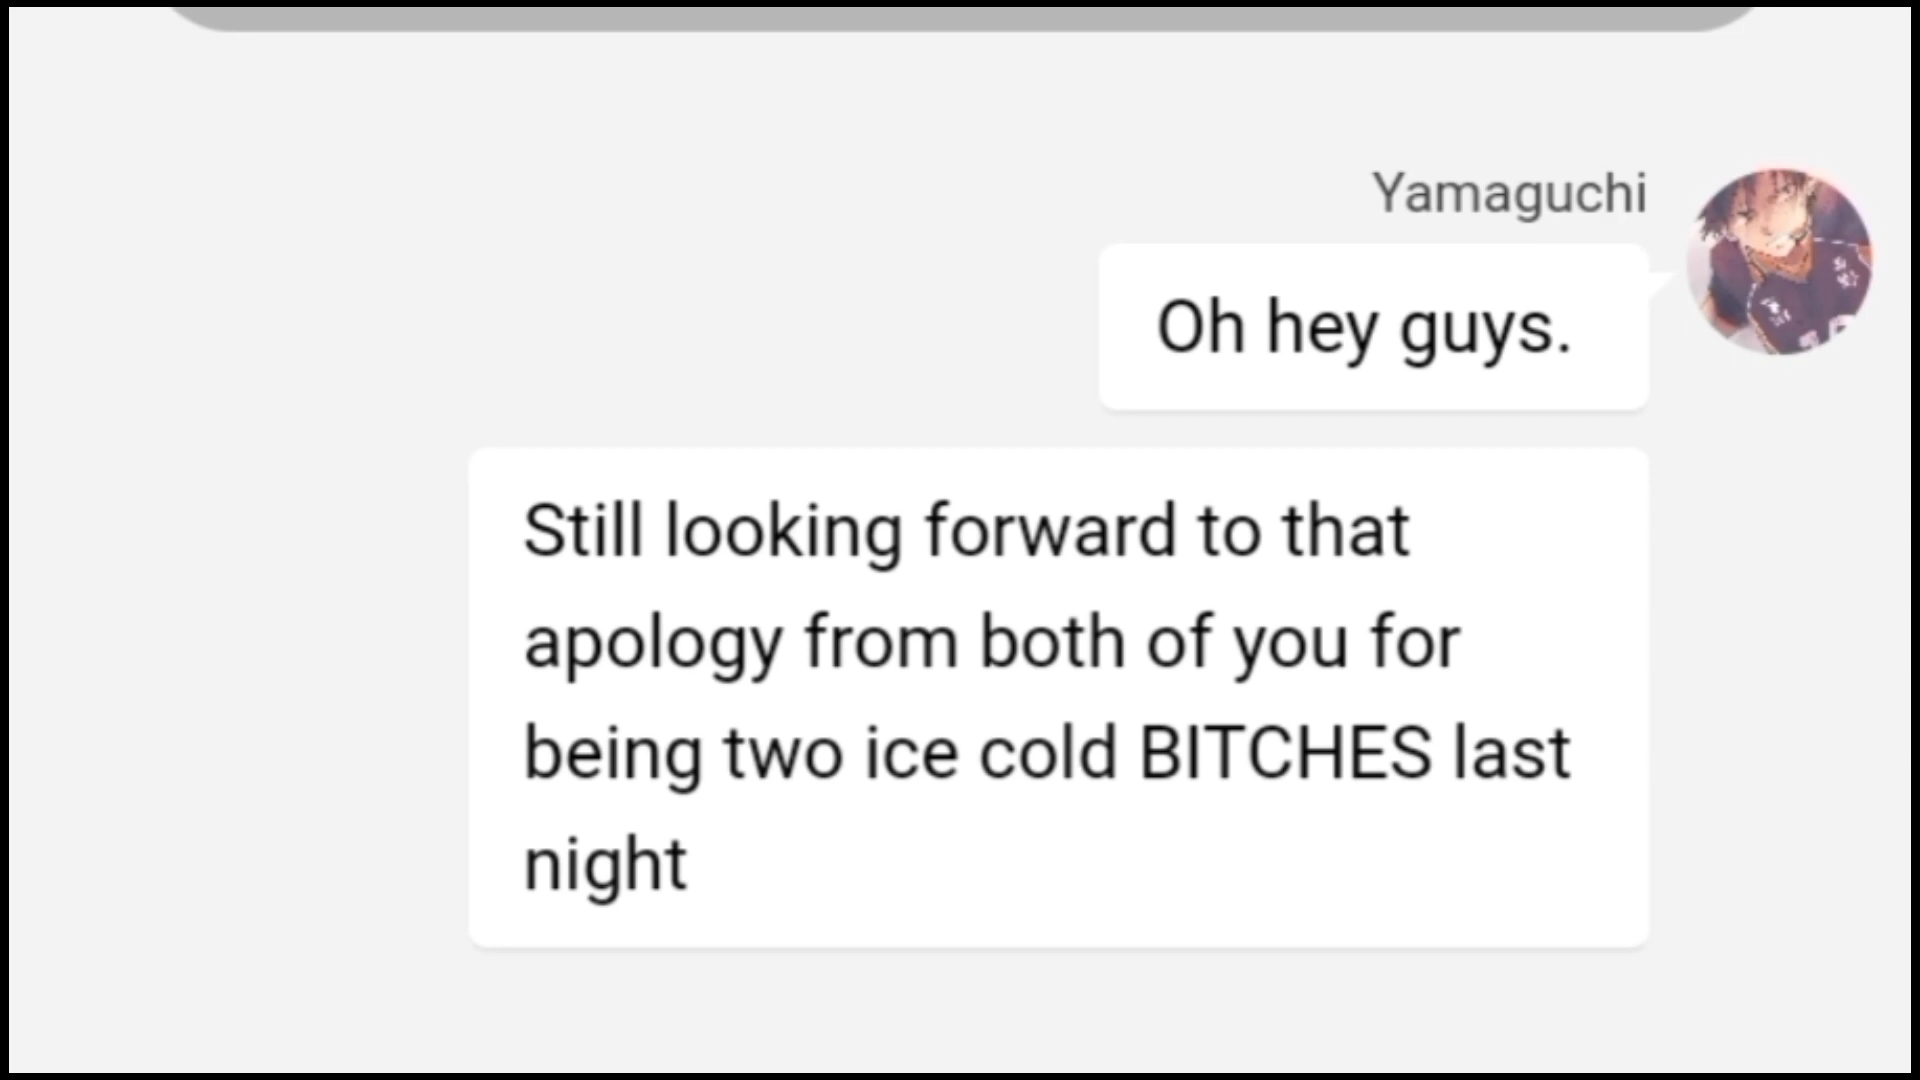 Yamaguchi
Oh hey guys.
Still looking forward to that
apology from both of you for
being two ice cold BITCHES last
night